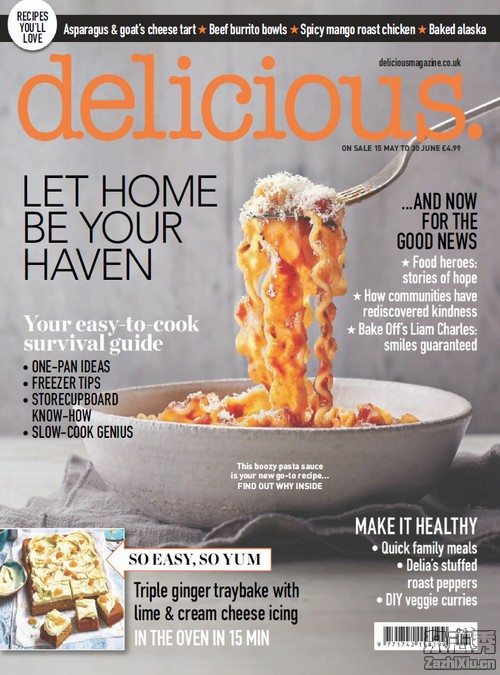 RECIPES
YOU'LL
LOVE
Asparagus & goat's cheese tart ★ Beef burrito bowls ★ Spicy mango roast chicken ★ Baked alaska
deliciousmagazine.co.uk
delicious.
ON SALE 15 MAY TO 30 JUNE £4.99
LET HOME
BE YOUR
HAVEN
...AND NOW
FOR THE
GOOD NEWS
★ Food heroes:
stories of hope
★ How communities have
rediscovered kindness
★ Bake Off's Liam Charles:
smiles guaranteed
Your easy-to-cook
survival guide
• ONE-PAN IDEAS
• FREEZER TIPS
• STORECUPBOARD
KNOW-HOW
• SLOW-COOK GENIUS
This boozy pasta sauce
is your new go-to recipe...
FIND OUT WHY INSIDE
MAKE IT HEALTHY
• Quick family meals
• Delia's stuffed
roast peppers
• DIY veggie curries
SO EASY, SO YUM
Triple ginger traybake with
lime & cream cheese icing
IN THE OVEN IN 15 MIN
杂志秀
ZazhiXiu.cn